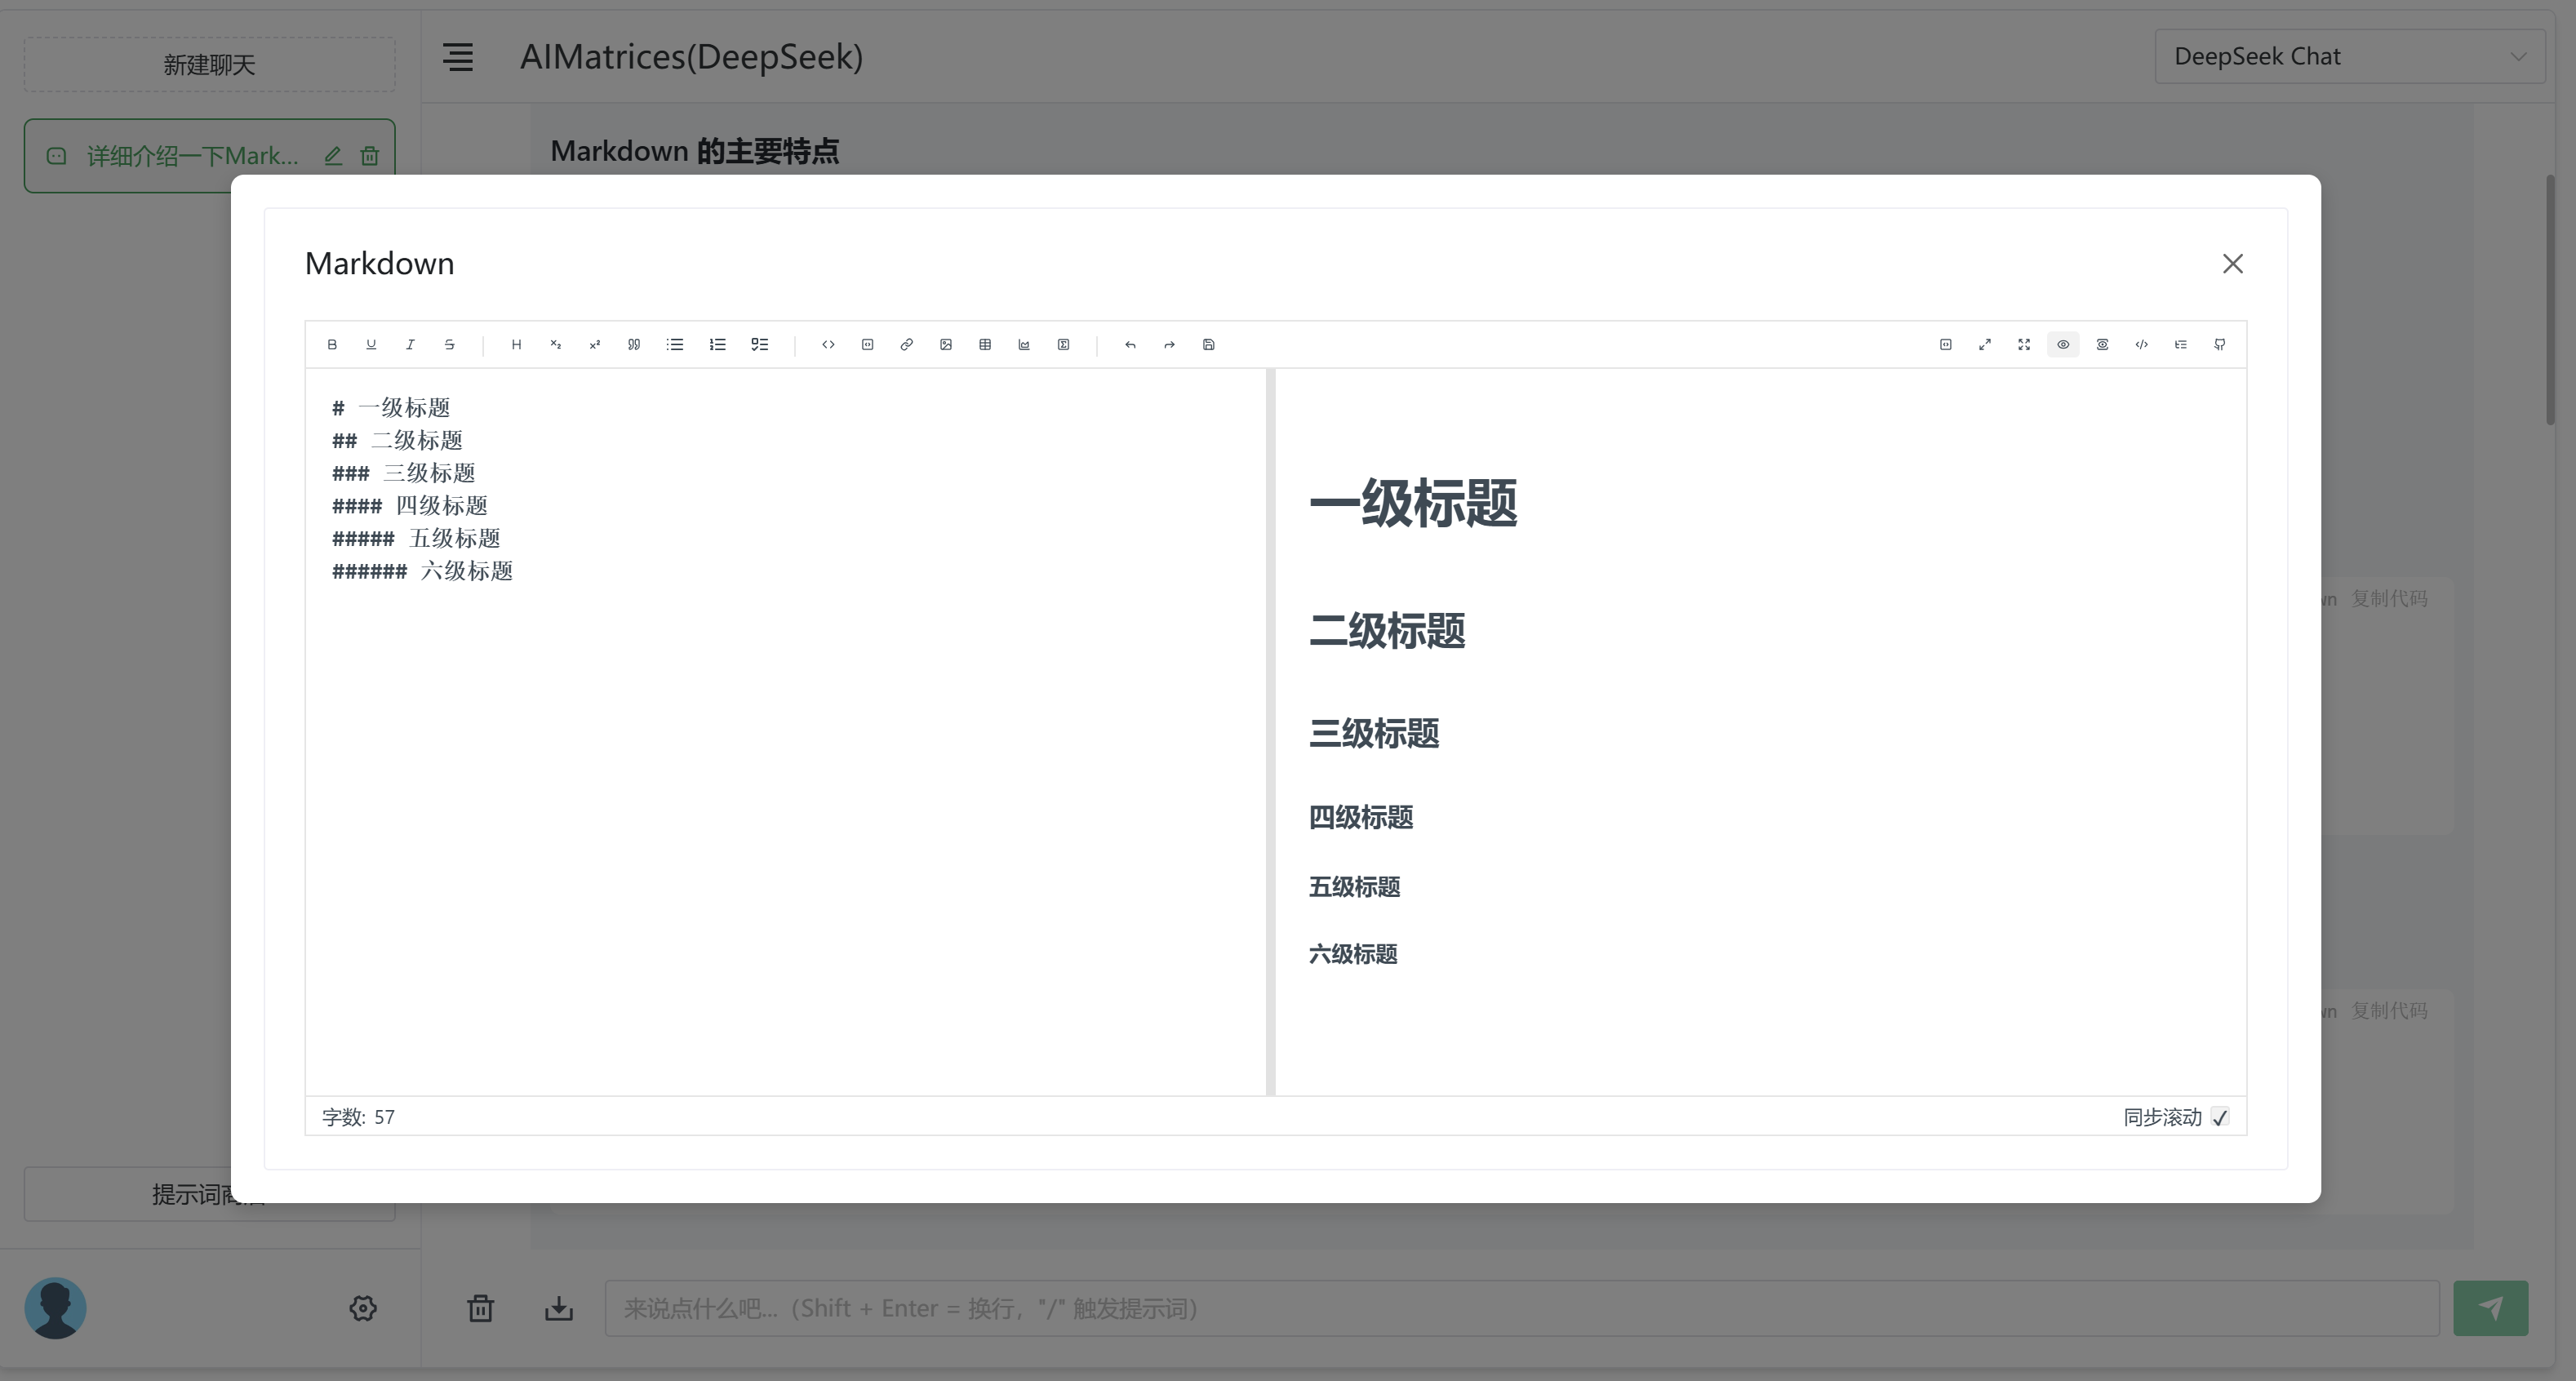 新建聊天
AIMatrices(DeepSeek)
DeepSeek Chat
详细介绍一下Mark...
Markdown 的主要特点
Markdown
# 一级标题
## 二级标题
### 三级标题
#### 四级标题
##### 五级标题
###### 六级标题
一级标题
二级标题
三级标题
四级标题
五级标题
六级标题
字数: 57
同步滚动
复制代码
复制代码
提示词
来说点什么吧...（Shift + Enter = 换行，"/" 触发提示词）